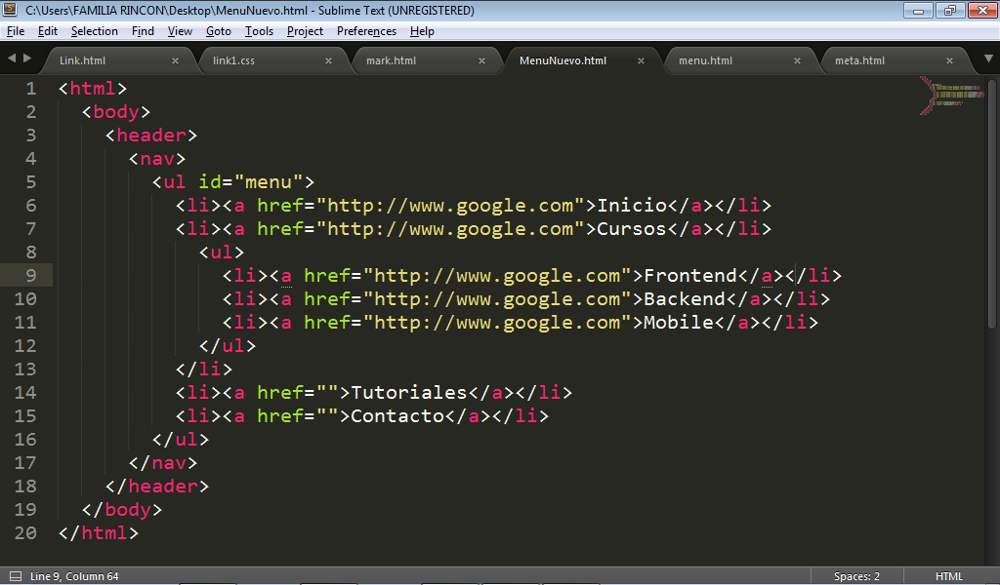 C:\Users\FAMILIA RINCON\Desktop\MenuNuevo.html - Sublime Text (UNREGISTERED)
File Edit Selection Find View Goto Tools Project Preferences Help
Link.html × link1.css × mark.html × MenuNuevo.html × menu.html × meta.html ×
1 <html>
2 <body>
3 <header>
4 <nav>
5 <ul id="menu">
6 <li><a href="http://www.google.com">Inicio</a></li>
7 <li><a href="http://www.google.com">Cursos</a></li>
8 <ul>
9 <li><a href="http://www.google.com">Frontend</a></li>
10 <li><a href="http://www.google.com">Backend</a></li>
11 <li><a href="http://www.google.com">Mobile</a></li>
12 </ul>
13 </li>
14 <li><a href="">Tutoriales</a></li>
15 <li><a href="">Contacto</a></li>
16 </ul>
17 </nav>
18 </header>
19 </body>
20 </html>
Line 9, Column 64 Spaces: 2 HTML